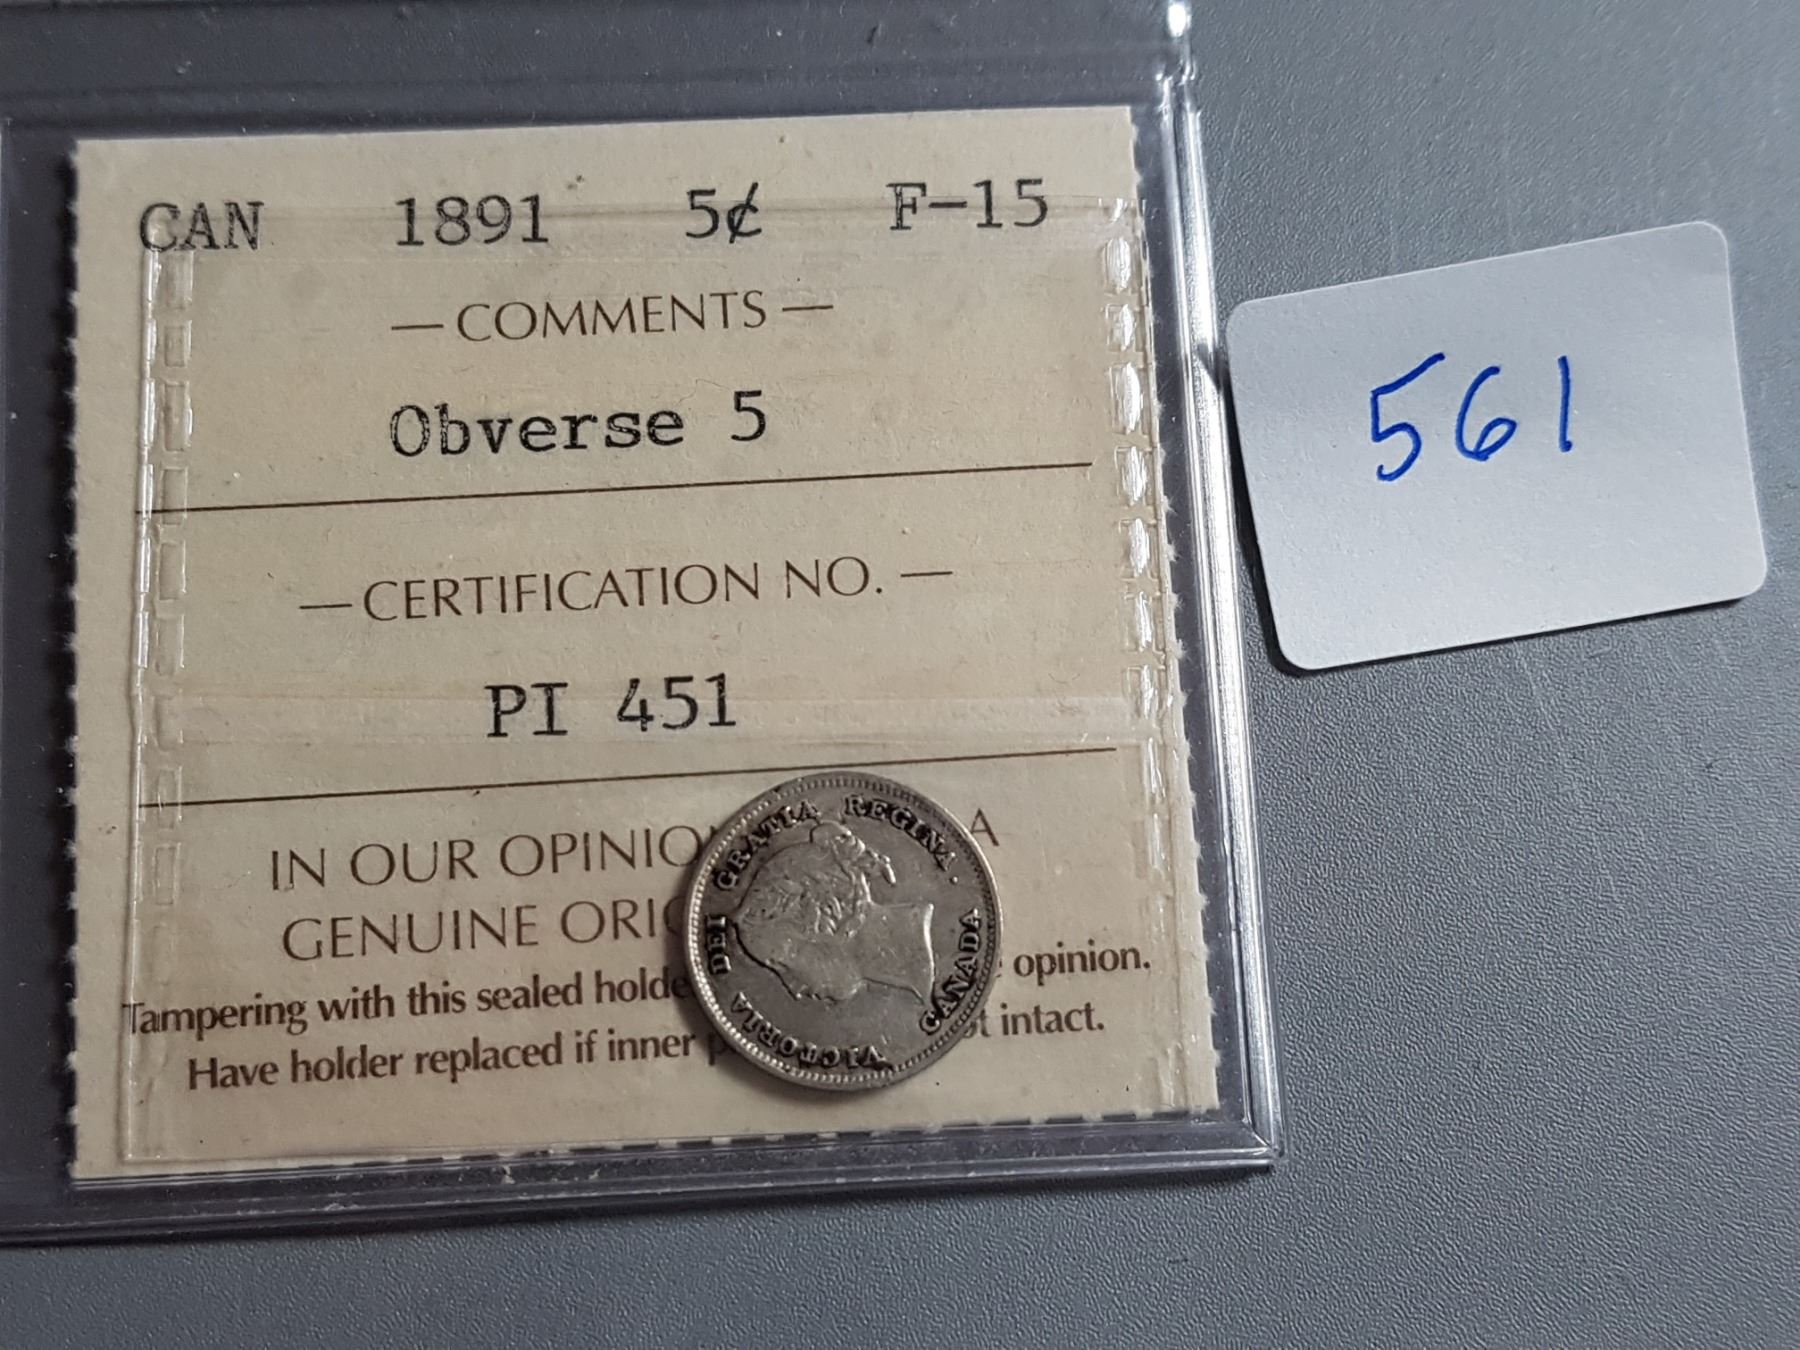 CAN 1891 5¢ F-15
— COMMENTS —
Obverse 5
— CERTIFICATION NO. —
PI 451
IN OUR OPINIO A
GENUINE ORI
Tampering with this sealed holde opinion.
Have holder replaced if inner p t intact.
VICTORIA DEI GRATIA REGINA.
CANADA
561